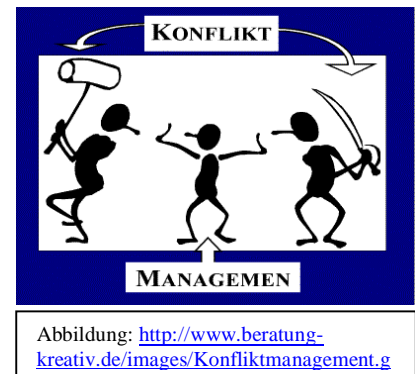 KONFLIKT
MANAGEMEN
Abbildung: http://www.beratung-
kreativ.de/images/Konfliktmanagement.g